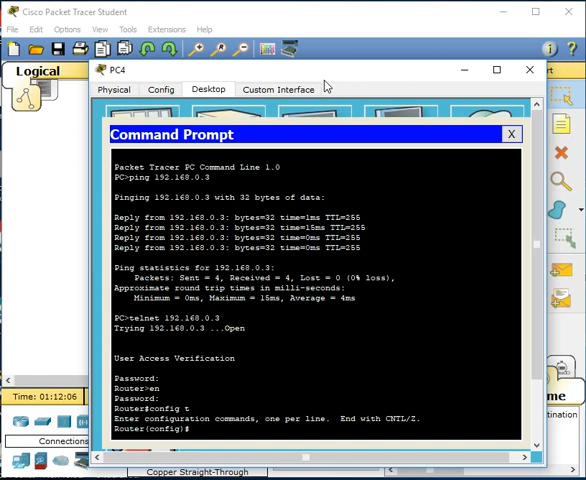 Cisco Packet Tracer Student
File Edit View Tools Extensions Help
Logical
PC4
Physical Config Desktop Custom Interface
Command Prompt
X
Packet Tracer PC Command Line 1.0
PC>ping 192.168.0.3
Pinging 192.168.0.3 with 32 bytes of data:
Reply from 192.168.0.3: bytes=32 time=1ms TTL=255
Reply from 192.168.0.3: bytes=32 time=15ms TTL=255
Reply from 192.168.0.3: bytes=32 time=0ms TTL=255
Reply from 192.168.0.3: bytes=32 time=0ms TTL=255
Ping statistics for 192.168.0.3:
Packets: Sent = 4, Received = 4, Lost = 0 (0% loss),
Approximate round trip times in milli-seconds:
Minimum = 0ms, Maximum = 15ms, Average = 4ms
PC>telnet 192.168.0.3
Trying 192.168.0.3 ...Open
User Access Verification
Password:
Router>en
Password:
Router#config t
Enter configuration commands, one per line. End with CNTL/Z.
Router(config)#
Time: 01:12:06
me
tination
Connections
Copper Straight-Through